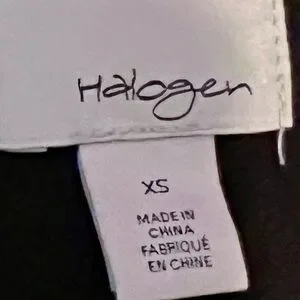 Halogen
XS
MADE IN
CHINA
FABRIQUÉ
EN CHINE